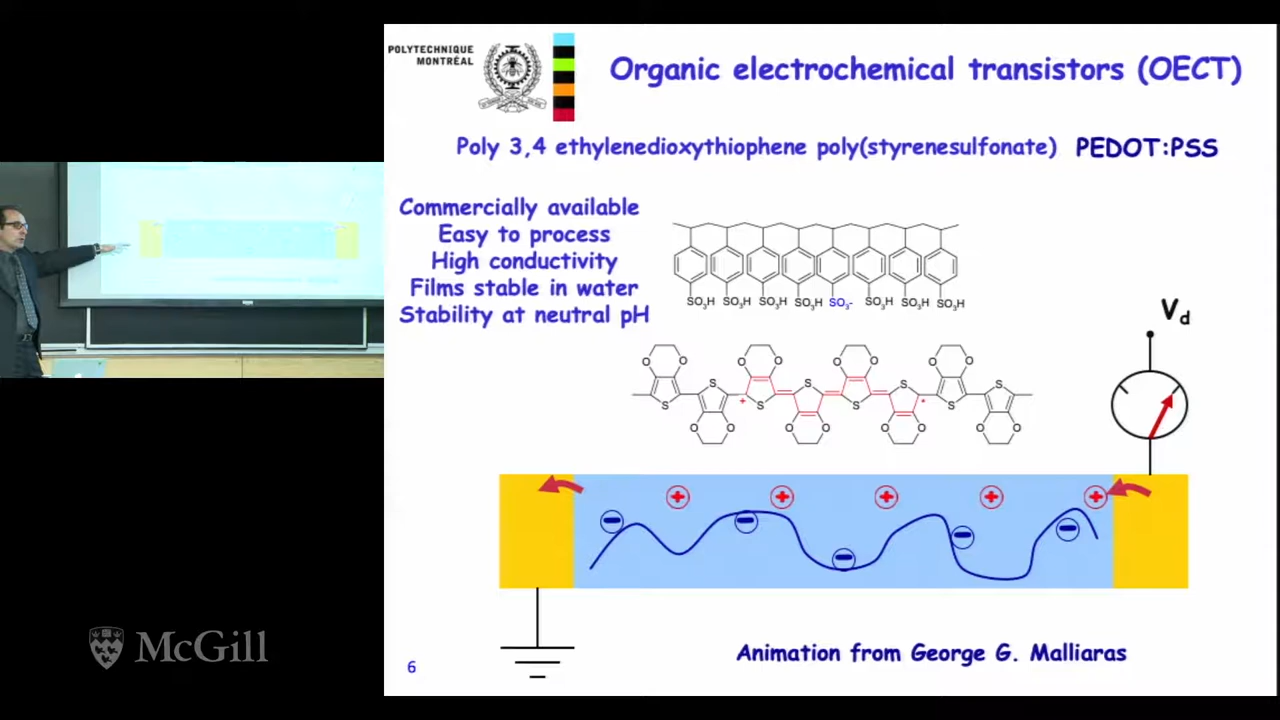 POLYTECHNIQUE
MONTRÉAL
Organic electrochemical transistors (OECT)
Poly 3,4 ethylenedioxythiophene poly(styrenesulfonate) PEDOT:PSS
Commercially available
Easy to process
High conductivity
Films stable in water
Stability at neutral pH
SO3H SO3H SO3H SO3H SO3- SO3H SO3H SO3H
Vd
O O O O O O O O
S S S S
S S S S
O O O O O O O O
McGill
6
Animation from George G. Malliaras